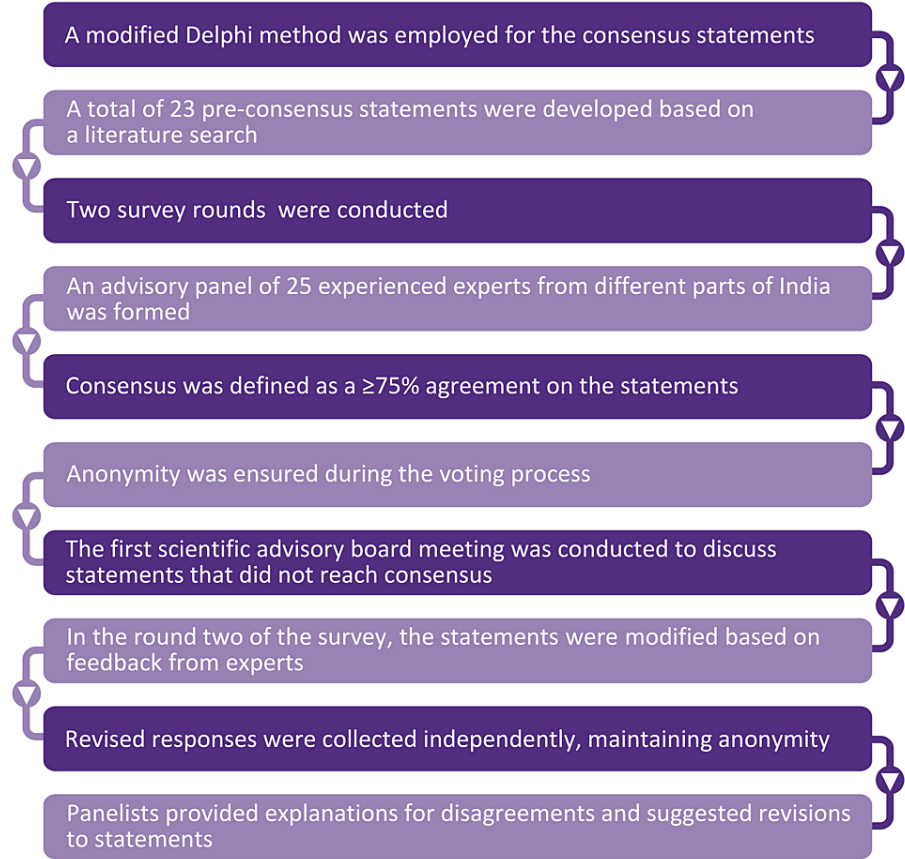 A modified Delphi method was employed for the consensus statements
A total of 23 pre-consensus statements were developed based on
a literature search
Two survey rounds  were conducted
An advisory panel of 25 experienced experts from different parts of India
was formed
Consensus was defined as a ≥75% agreement on the statements
Anonymity was ensured during the voting process
The first scientific advisory board meeting was conducted to discuss
statements that did not reach consensus
In the round two of the survey, the statements were modified based on
feedback from experts
Revised responses were collected independently, maintaining anonymity
Panelists provided explanations for disagreements and suggested revisions
to statements